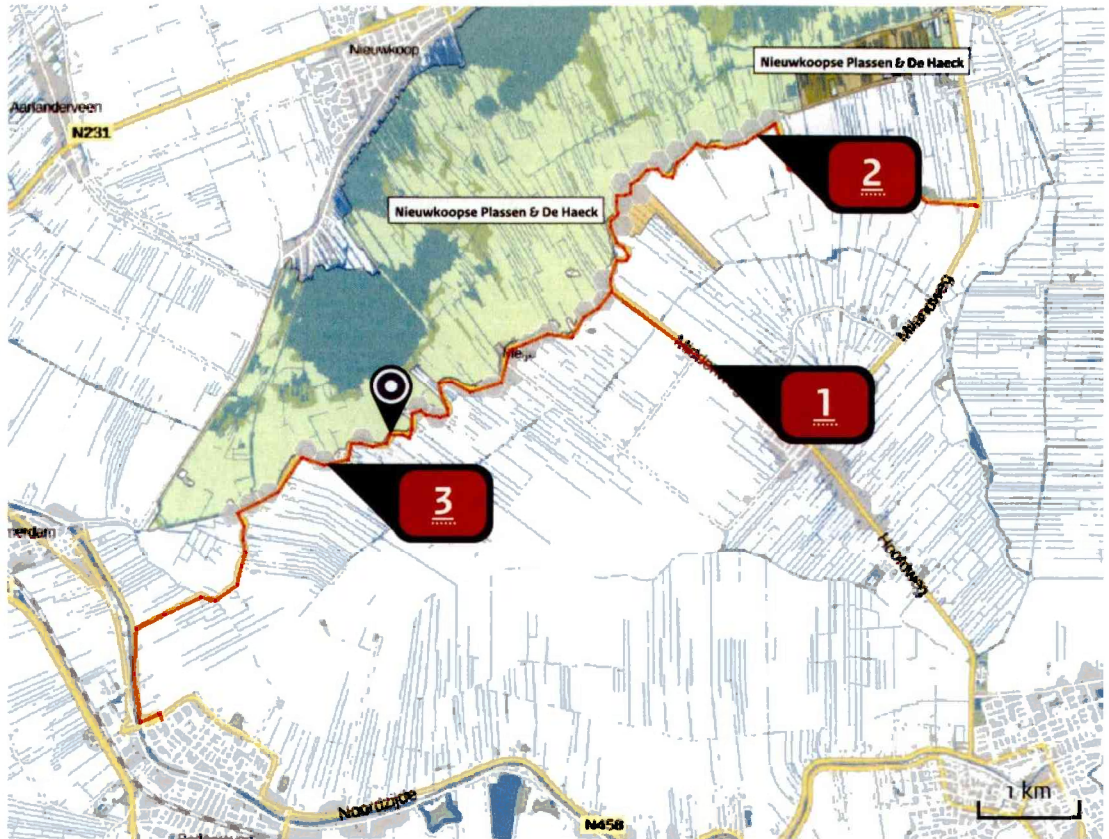 Nieuwkoop
Nieuwkoopse Plassen & De Haeck
Aarlanderveen
N231
2
Nieuwkoopse Plassen & De Haeck
Milandweg
1
3
Hoofdweg
1 km
Noordzijde
N458